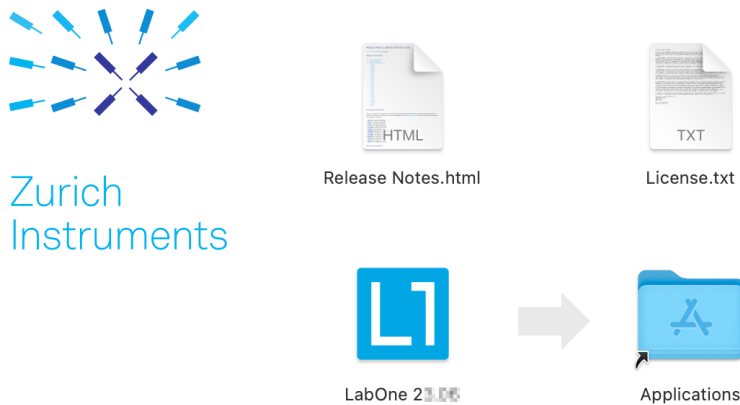 HTML
TXT
Release Notes.html
License.txt
Zurich
Instruments
L1
LabOne
Applications